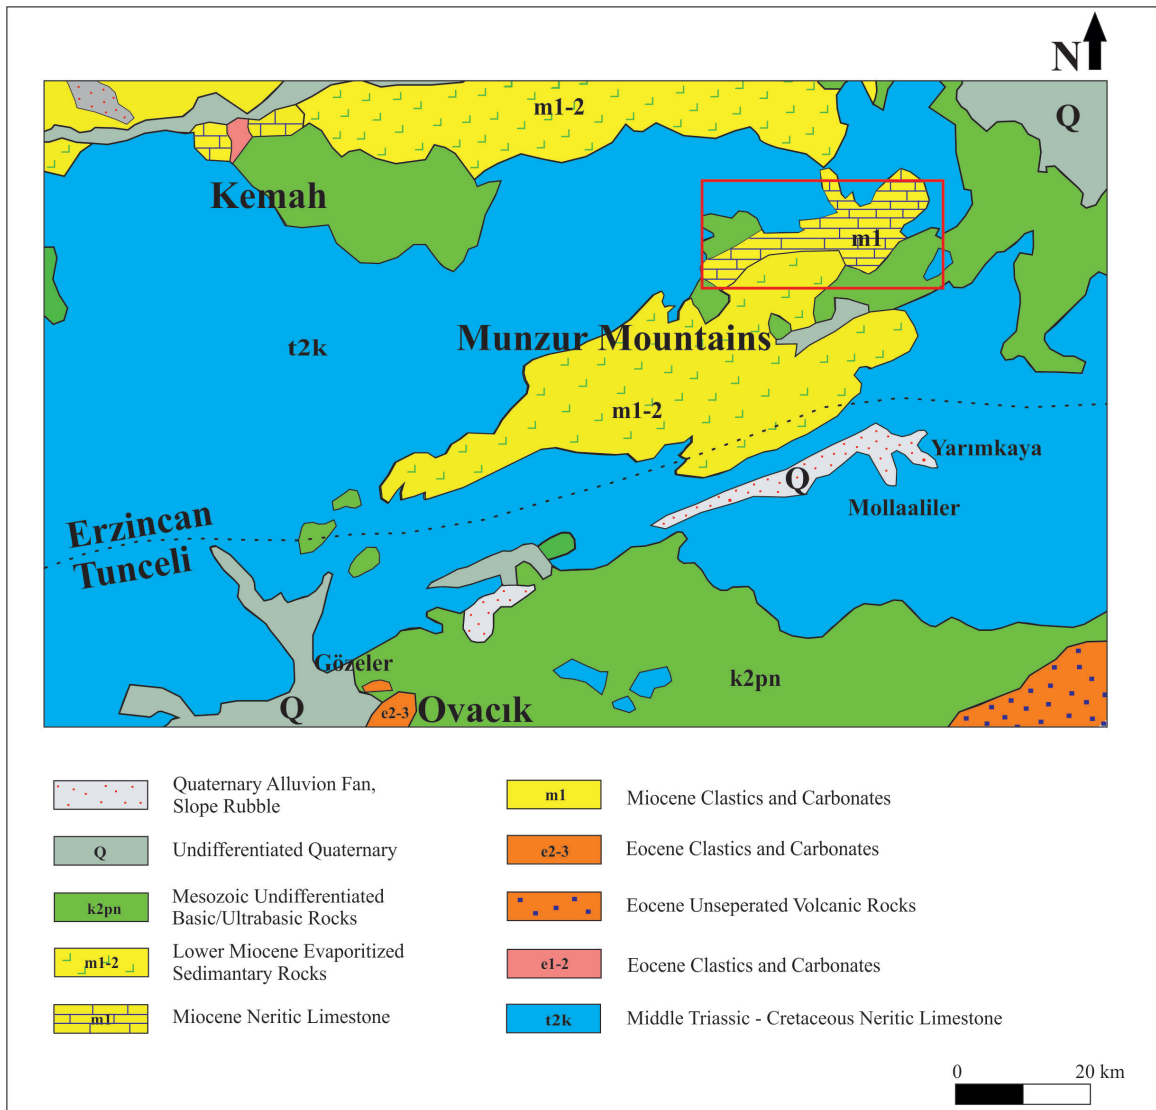 N
m1-2
Q
Kemah
m1
Munzur Mountains
t2k
m1-2
Yarımkaya
Q
Mollaaliler
Erzincan
Tunceli
Gözeler
k2pn
Q
e2-3
Ovacık
Quaternary Alluvion Fan,
Slope Rubble
Q
Undifferentiated Quaternary
k2pn
Mesozoic Undifferentiated
Basic/Ultrabasic Rocks
m1-2
Lower Miocene Evaporitized
Sedimantary Rocks
m1
Miocene Neritic Limestone
m1
Miocene Clastics and Carbonates
e2-3
Eocene Clastics and Carbonates
Eocene Unseperated Volcanic Rocks
e1-2
Eocene Clastics and Carbonates
t2k
Middle Triassic - Cretaceous Neritic Limestone
0 20 km